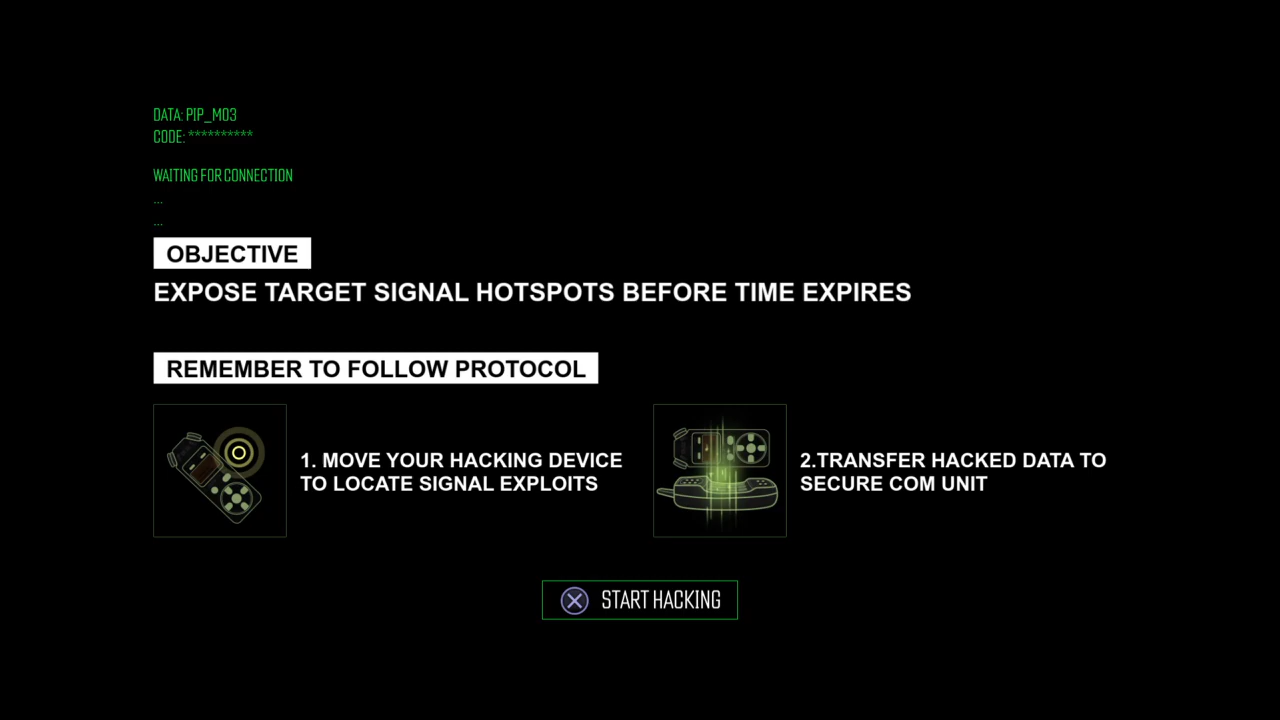 DATA: PIP_M03
CODE: **********
WAITING FOR CONNECTION
...
...
OBJECTIVE
EXPOSE TARGET SIGNAL HOTSPOTS BEFORE TIME EXPIRES
REMEMBER TO FOLLOW PROTOCOL
1. MOVE YOUR HACKING DEVICE
TO LOCATE SIGNAL EXPLOITS
2.TRANSFER HACKED DATA TO
SECURE COM UNIT
START HACKING